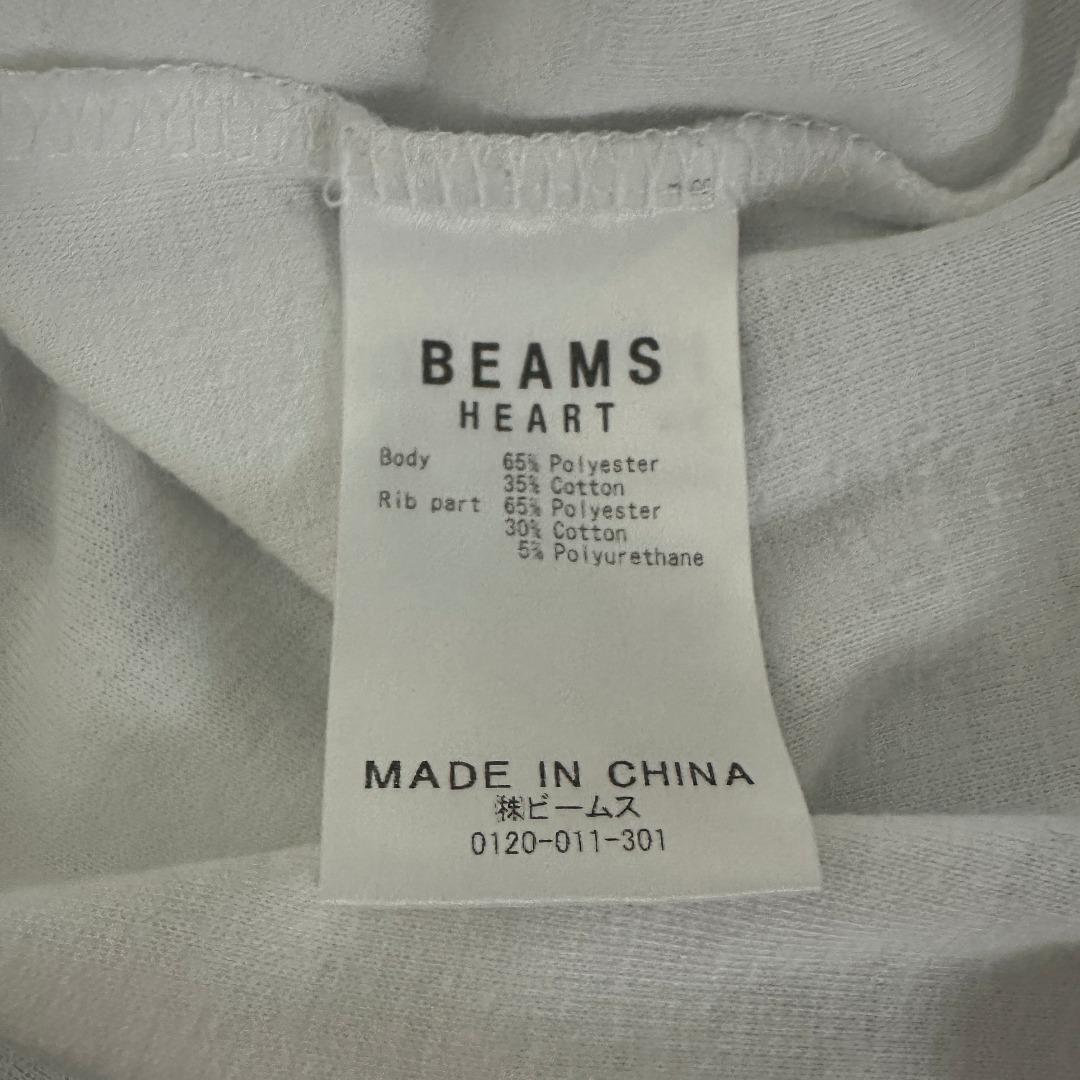 BEAMS
HEART
Body 65% Polyester
35% Cotton
Rib part 65% Polyester
30% Cotton
5% Polyurethane
MADE IN CHINA
㈱ビームス
0120-011-301